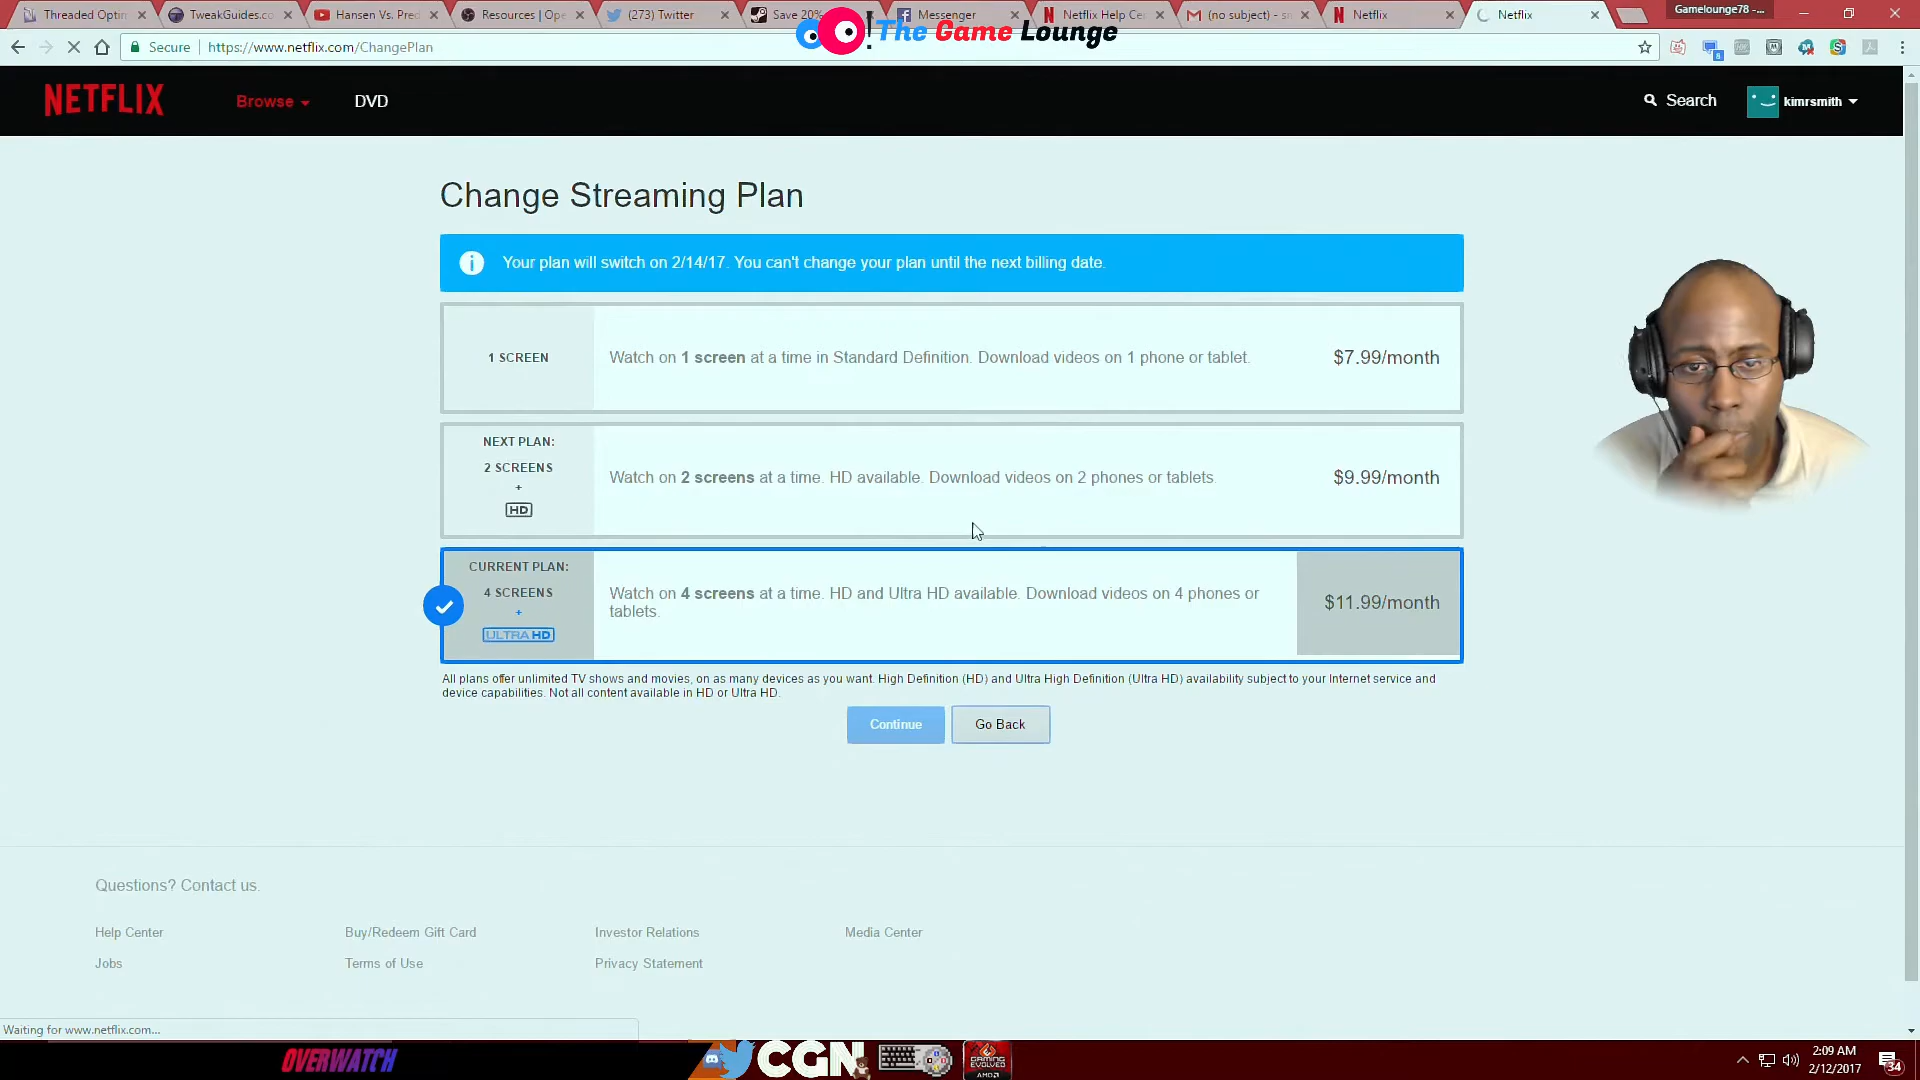 Threaded Optim
TweakGuides.co
Hansen Vs. Pred
Resources | Ope
(273) Twitter
Save 20%
Messenger
Netflix Help Ce
(no subject) - sm
Netflix
Netflix
Gamelounge78 -...
The Game Lounge
Secure
https://www.netflix.com/ChangePlan
NETFLIX
Browse
DVD
Search
kimrsmith
Change Streaming Plan
Your plan will switch on 2/14/17. You can't change your plan until the next billing date.
1 SCREEN
Watch on 1 screen at a time in Standard Definition. Download videos on 1 phone or tablet.
$7.99/month
NEXT PLAN:
2 SCREENS
+
HD
Watch on 2 screens at a time. HD available. Download videos on 2 phones or tablets.
$9.99/month
CURRENT PLAN:
4 SCREENS
+
ULTRA HD
Watch on 4 screens at a time. HD and Ultra HD available. Download videos on 4 phones or
tablets.
$11.99/month
All plans offer unlimited TV shows and movies, on as many devices as you want. High Definition (HD) and Ultra High Definition (Ultra HD) availability subject to your Internet service and
device capabilities. Not all content available in HD or Ultra HD.
Continue
Go Back
Questions? Contact us.
Help Center
Buy/Redeem Gift Card
Investor Relations
Media Center
Jobs
Terms of Use
Privacy Statement
Waiting for www.netflix.com...
OVERWATCH
CGN
GAMING
EVOLVED
AMD
2:09 AM
2/12/2017
34